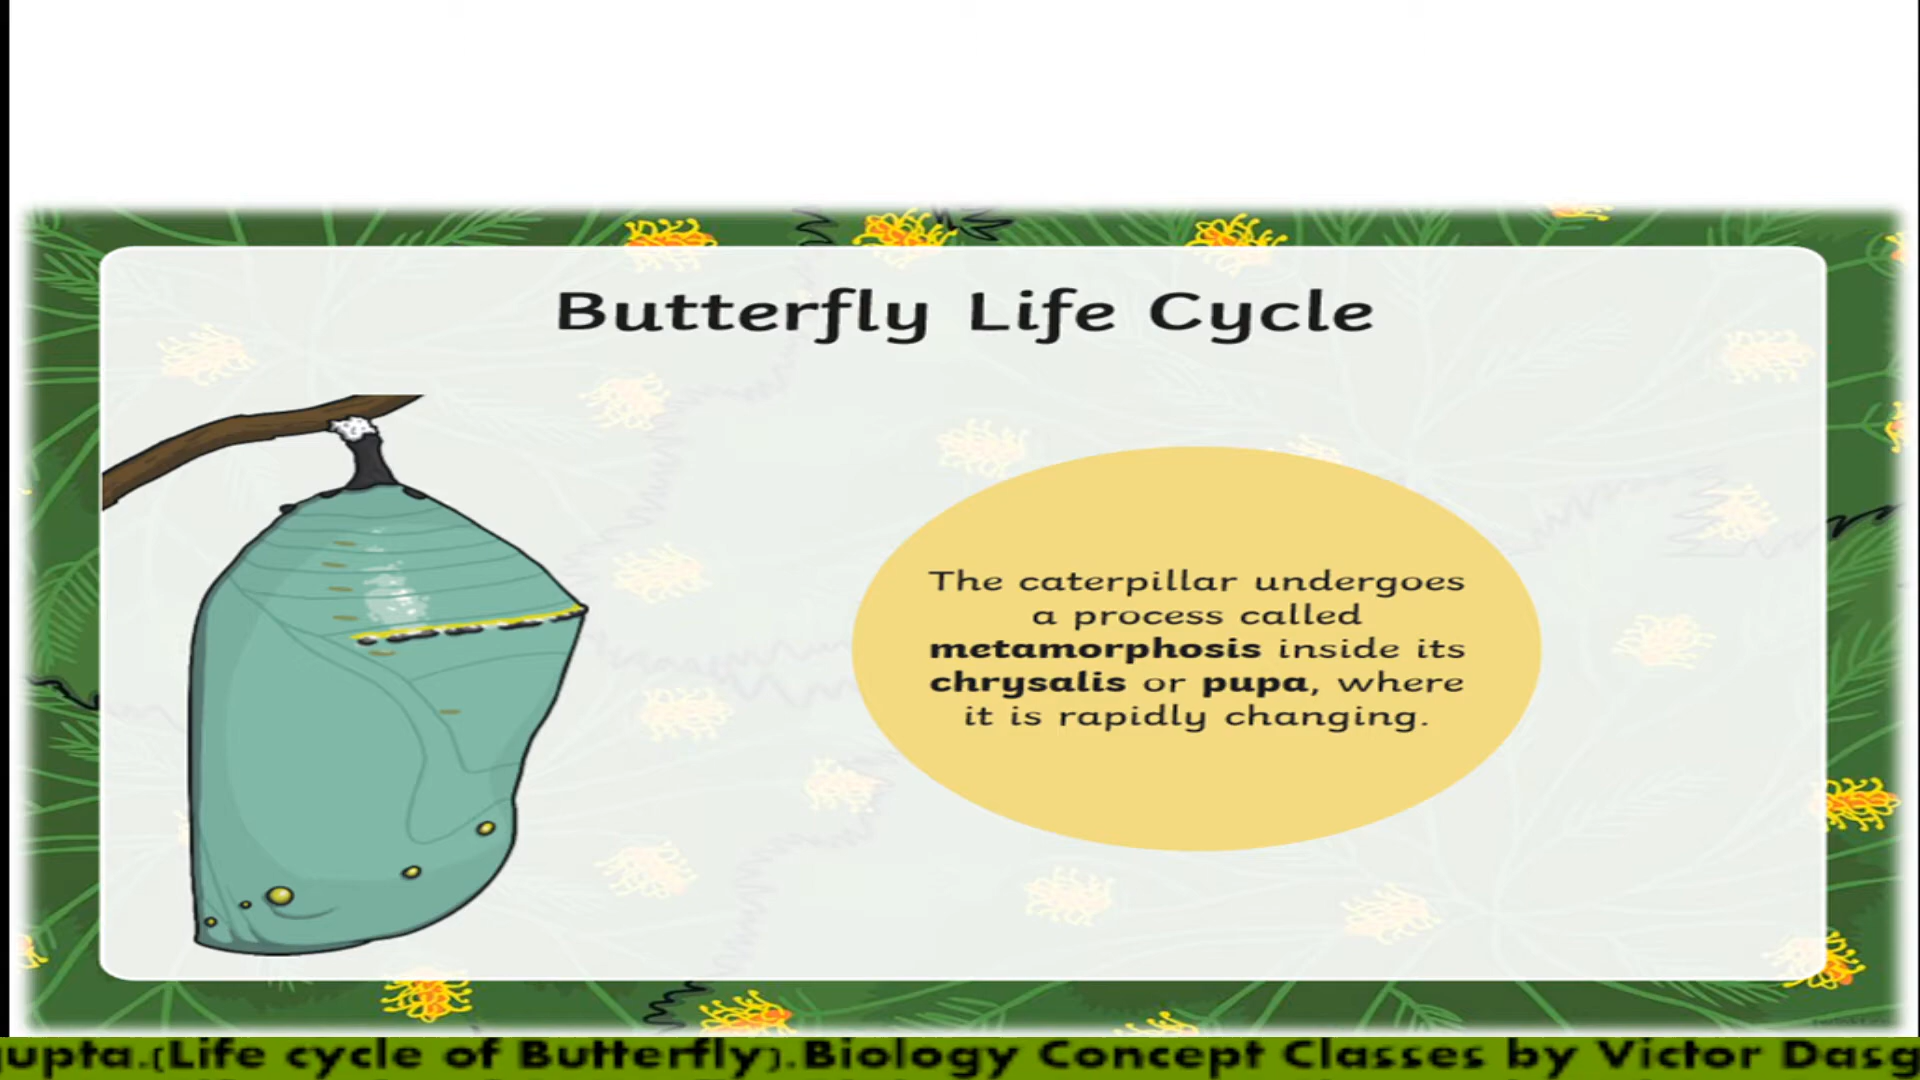 Butterfly Life Cycle
The caterpillar undergoes
a process called
metamorphosis inside its
chrysalis or pupa, where
it is rapidly changing.
gupta.(Life cycle of Butterfly).Biology Concept Classes by Victor Dasg